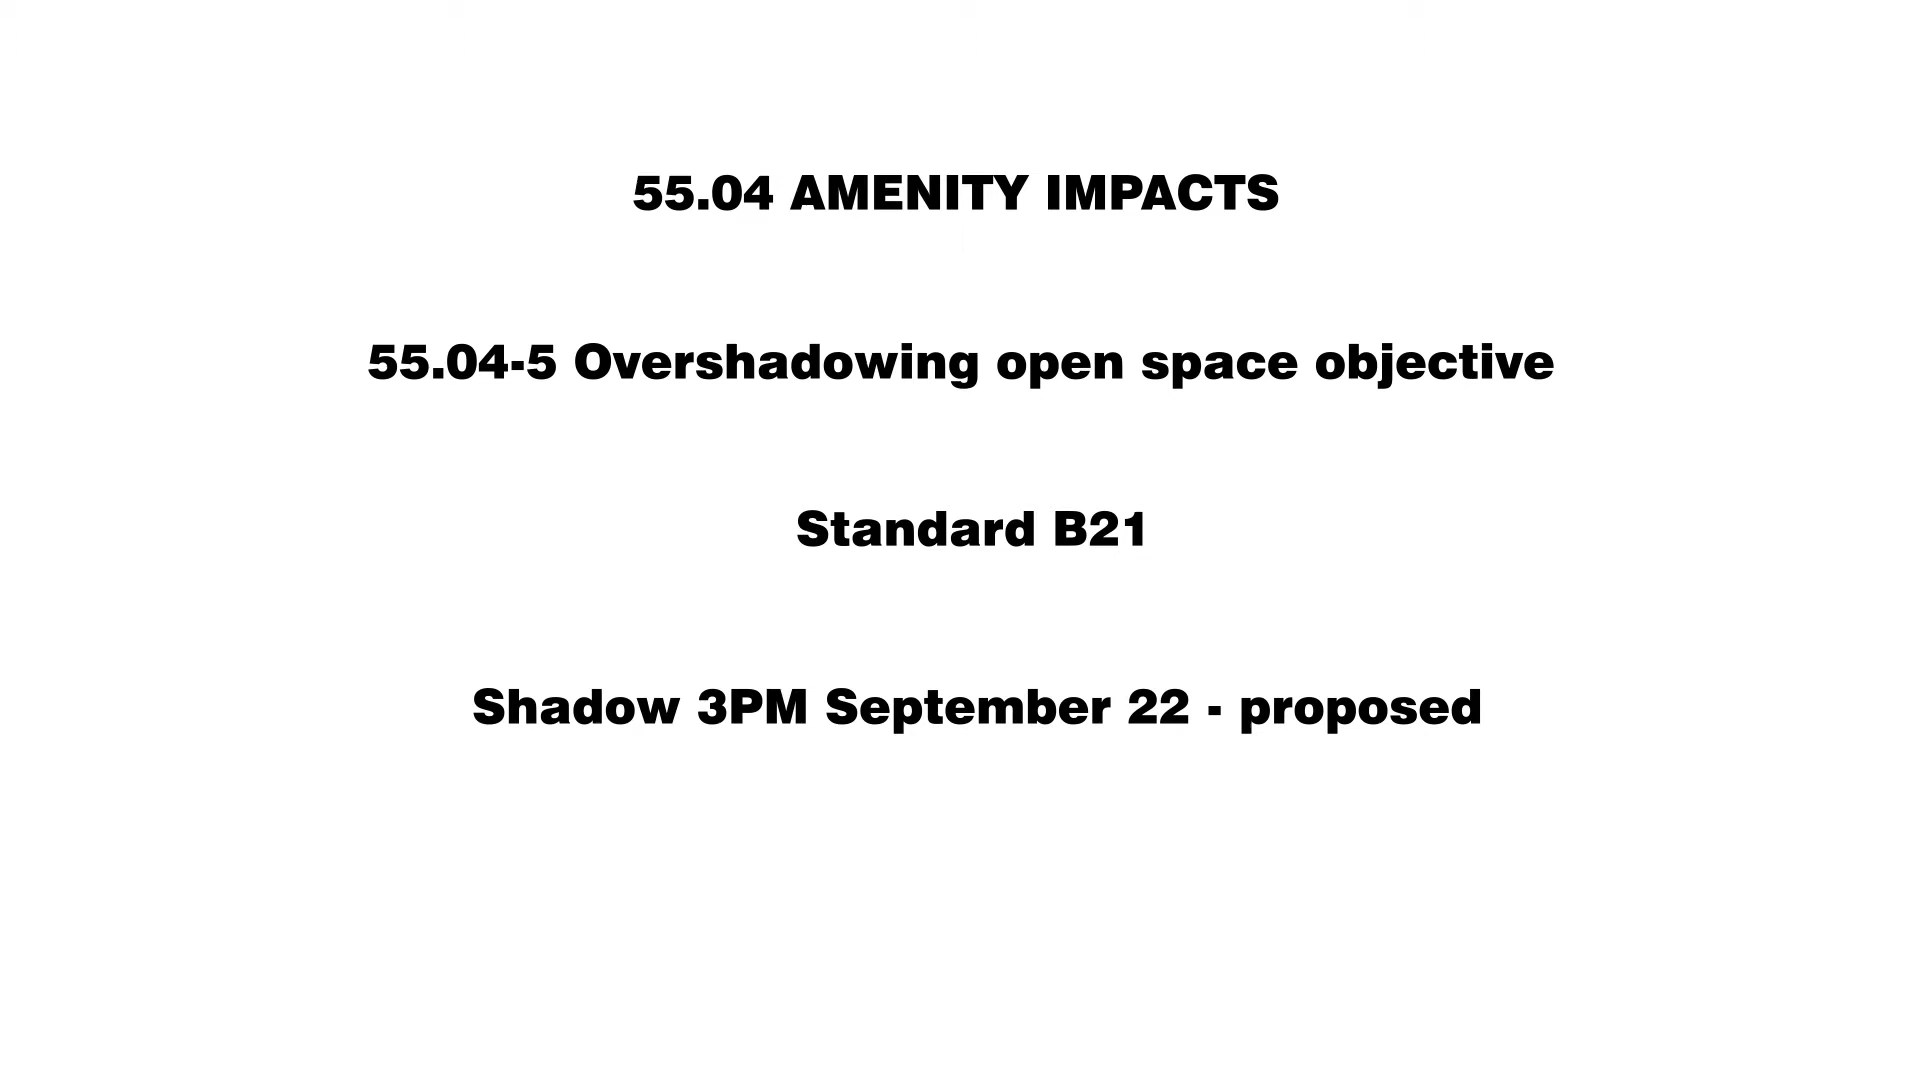 55.04 AMENITY IMPACTS
55.04-5 Overshadowing open space objective
Standard B21
Shadow 3PM September 22 - proposed